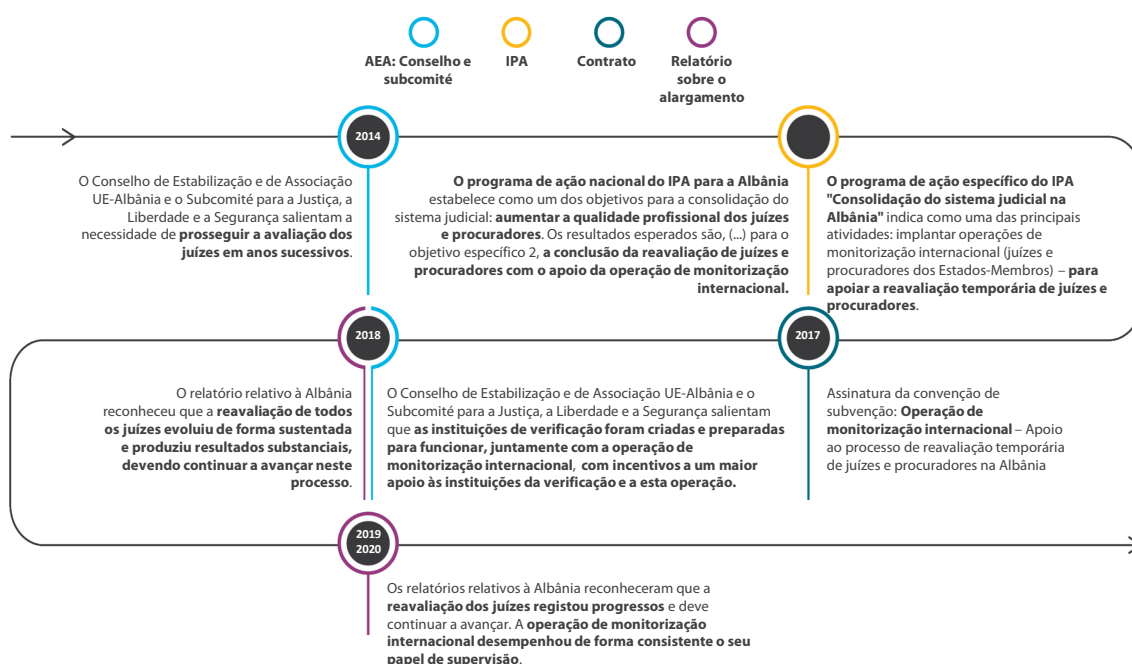 AEA: Conselho e
subcomité
IPA
Contrato
Relatório
sobre o
alargamento
2014
O Conselho de Estabilização e de Associação
UE-Albânia e o Subcomité para a Justiça, a
Liberdade e a Segurança salientam a
necessidade de prosseguir a avaliação dos
juízes em anos sucessivos.
O programa de ação nacional do IPA para a Albânia
estabelece como um dos objetivos para a consolidação do
sistema judicial: aumentar a qualidade profissional dos juízes
e procuradores. Os resultados esperados são, (...) para o
objetivo específico 2, a conclusão da reavaliação de juízes e
procuradores com o apoio da operação de monitorização
internacional.
O programa de ação específico do IPA
"Consolidação do sistema judicial na
Albânia" indica como uma das principais
atividades: implantar operações de
monitorização internacional (juízes e
procuradores dos Estados-Membros) – para
apoiar a reavaliação temporária de juízes e
procuradores.
2018
2017
O relatório relativo à Albânia
reconheceu que a reavaliação de todos
os juízes evoluiu de forma sustentada
e produziu resultados substanciais,
devendo continuar a avançar neste
processo.
O Conselho de Estabilização e de Associação UE-Albânia e o
Subcomité para a Justiça, a Liberdade e a Segurança salientam
que as instituições de verificação foram criadas e preparadas
para funcionar, juntamente com a operação de
monitorização internacional, com incentivos a um maior
apoio às instituições da verificação e a esta operação.
Assinatura da convenção de
subvenção: Operação de
monitorização internacional – Apoio
ao processo de reavaliação temporária
de juízes e procuradores na Albânia
2019
2020
Os relatórios relativos à Albânia reconheceram que a
reavaliação dos juízes registou progressos e deve
continuar a avançar. A operação de monitorização
internacional desempenhou de forma consistente o seu
papel de supervisão.